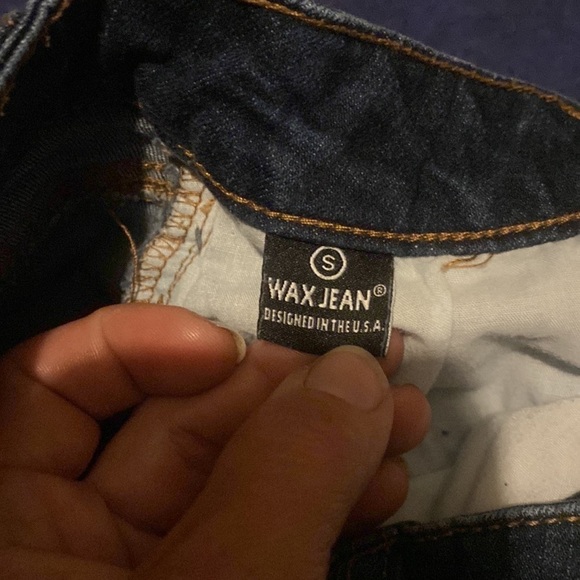 S
WAX JEAN®
DESIGNED IN THE U.S.A.